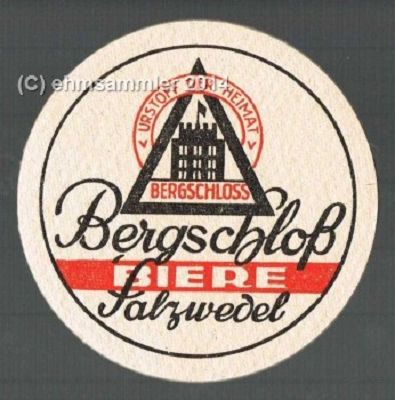 (C) ehmsammler 2014
URSTOFF DER HEIMAT
BERGSCHLOSS
Bergschloß
BIERE
Salzwedel